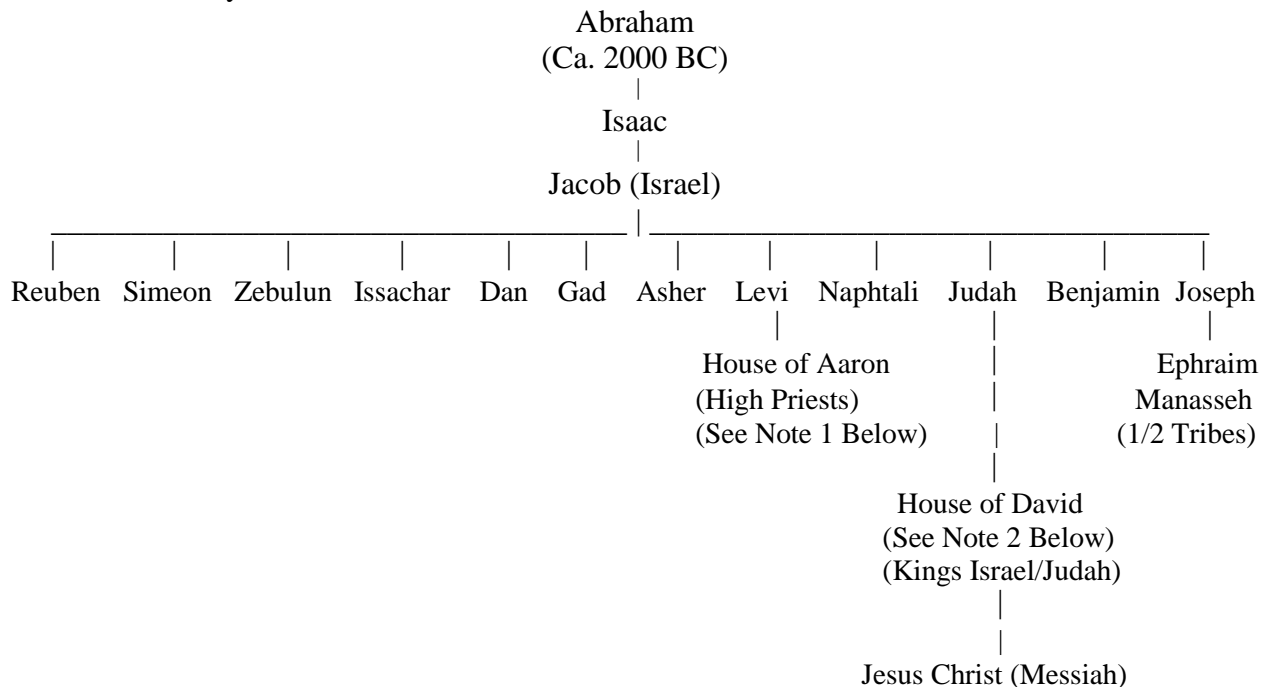 Abraham
(Ca. 2000 BC)
Isaac
Jacob (Israel)
Reuben Simeon Zebulun Issachar Dan Gad Asher Levi Naphtali Judah Benjamin Joseph
House of Aaron Ephraim
(High Priests) Manasseh
(See Note 1 Below) (1/2 Tribes)
House of David
(See Note 2 Below)
(Kings Israel/Judah)
Jesus Christ (Messiah)